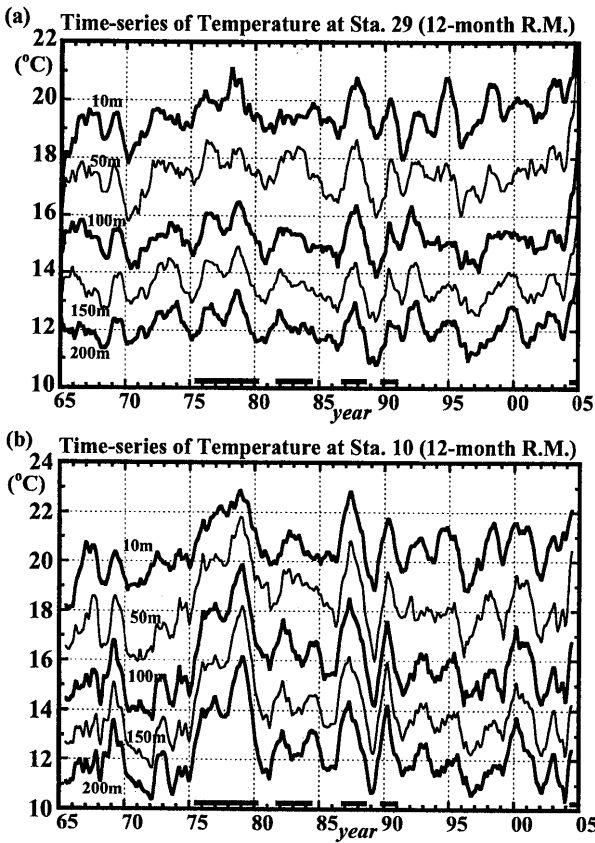 (a) Time-series of Temperature at Sta. 29 (12-month R.M.)
22
(°C)
20
18
16
14
12
10
10m
50m
100m
150m
200m
65 70 75 80 85 87 90 95 00 05
year
(b) Time-series of Temperature at Sta. 10 (12-month R.M.)
24
(°C)
22
20
18
16
14
12
10
10m
50m
100m
150m
200m
65 70 75 80 85 87 90 95 00 05
year